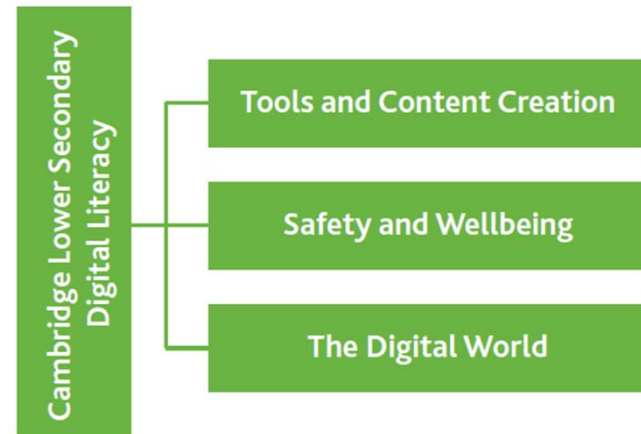 Cambridge Lower Secondary
Digital Literacy
Tools and Content Creation
Safety and Wellbeing
The Digital World